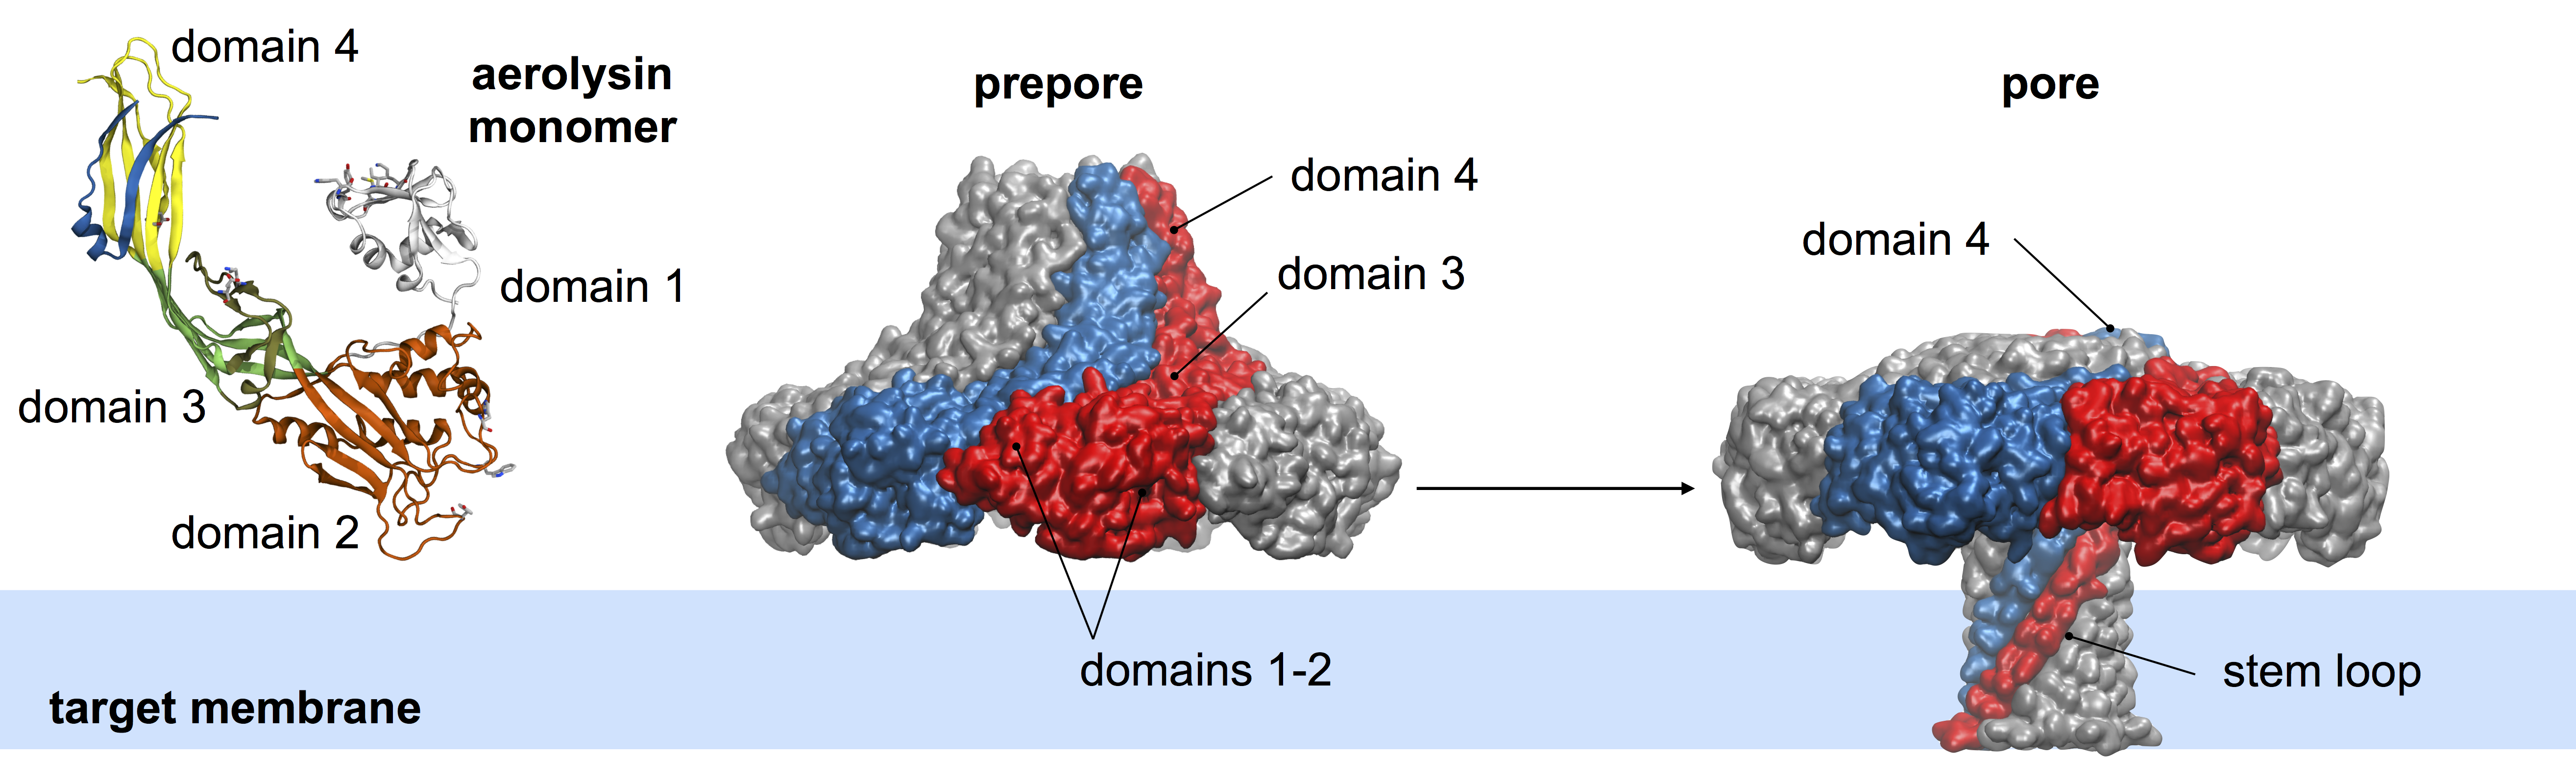 domain 4
aerolysin
monomer
domain 1
domain 3
domain 2
prepore
domain 4
domain 3
domains 1-2
pore
domain 4
stem loop
target membrane